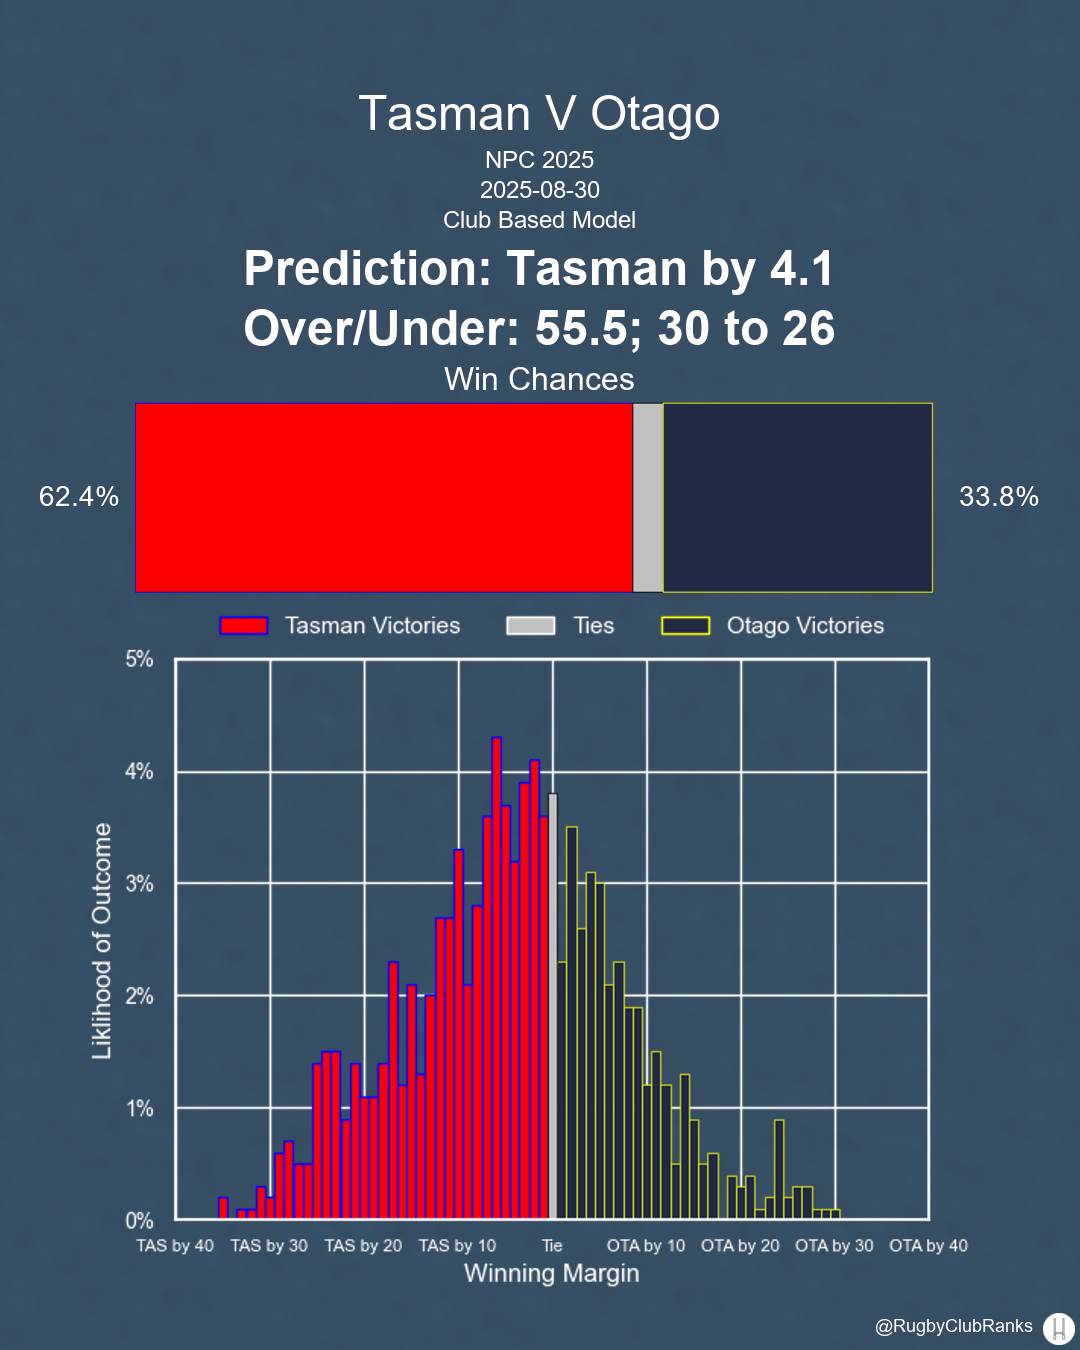 Tasman V Otago
NPC 2025
2025-08-30
Club Based Model
Prediction: Tasman by 4.1
Over/Under: 55.5; 30 to 26
Win Chances
62.4%
33.8%
Tasman Victories
Ties
Otago Victories
5%
4%
3%
2%
1%
0%
Liklihood of Outcome
TAS by 40
TAS by 30
TAS by 20
TAS by 10
Tie
OTA by 10
OTA by 20
OTA by 30
OTA by 40
Winning Margin
@RugbyClubRanks